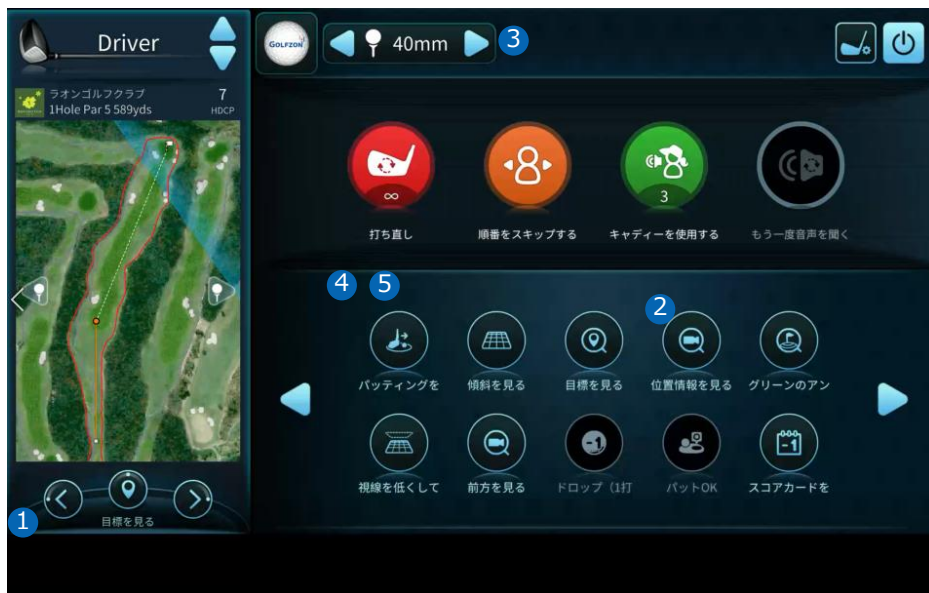 Driver
GOLFZON
40mm
3
ラオンゴルフクラブ
1Hole Par 5 589yds
7
HDCP
∞
3
打ち直し
順番をスキップする
キャディーを使用する
もう一度音声を聞く
4
5
2
パッティングを
傾斜を見る
目標を見る
位置情報を見る
グリーンのアン
-1
-1
視線を低くして
前方を見る
ドロップ（1打
パットOK
スコアカードを
1
目標を見る